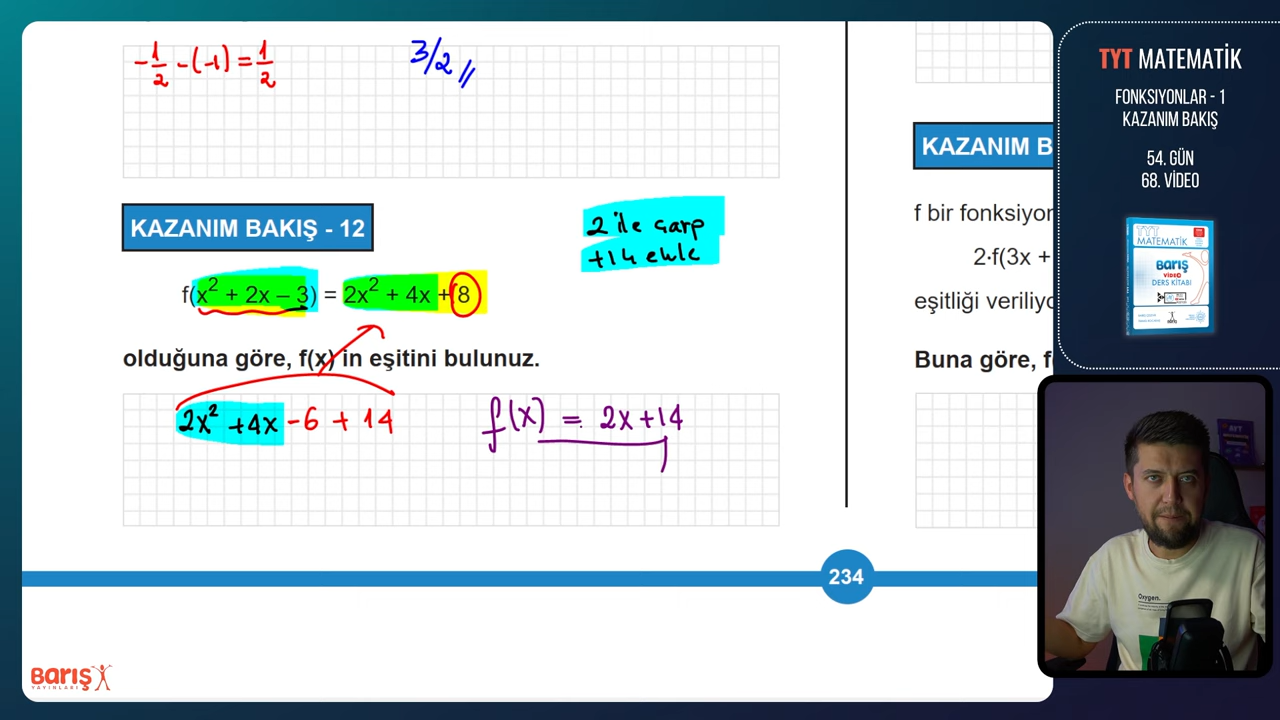 -1/2 - (-1) = 1/2
3/2 //
KAZANIM BAKIŞ - 12
2 ile çarp
+14 ekle
f(x² + 2x – 3) = 2x² + 4x + 8
olduğuna göre, f(x) in eşitini bulunuz.
2x² + 4x - 6 + 14
f(x) = 2x+14
KAZANIM B
f bir fonksiyon
2·f(3x +
eşitliği veriliyo
Buna göre, f
234
BARIŞ
YAYINLARI
TYT MATEMATİK
FONKSIYONLAR - 1
KAZANIM BAKIŞ
54. GÜN
68. VİDEO
TYT
MATEMATİK
BARIŞ
VİDEO
DERS KİTABI
Oxygen.